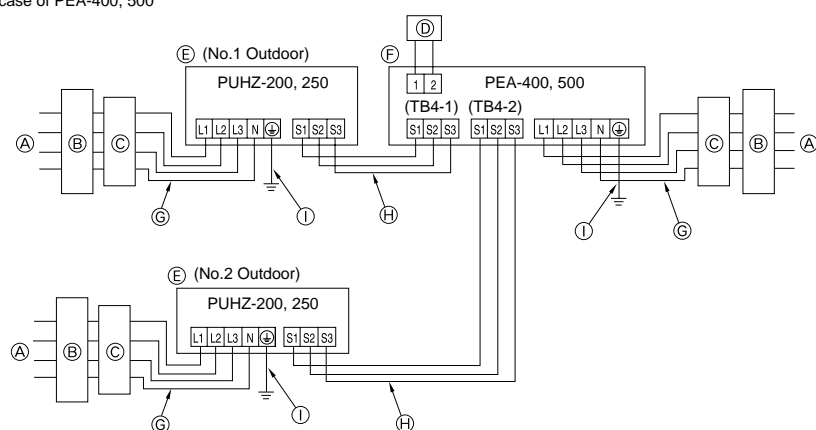 case of PEA-400, 500
Ⓓ
Ⓔ (No.1 Outdoor) Ⓕ
PUHZ-200, 250 1 2 PEA-400, 500
(TB4-1) (TB4-2)
L1 L2 L3 N ⏚ S1 S2 S3 S1 S2 S3 S1 S2 S3 L1 L2 L3 N ⏚
Ⓐ Ⓑ Ⓒ Ⓒ Ⓑ Ⓐ
Ⓖ Ⓘ Ⓗ Ⓘ Ⓖ
Ⓔ (No.2 Outdoor)
PUHZ-200, 250
L1 L2 L3 N ⏚ S1 S2 S3
Ⓐ Ⓑ Ⓒ
Ⓖ Ⓘ Ⓗ